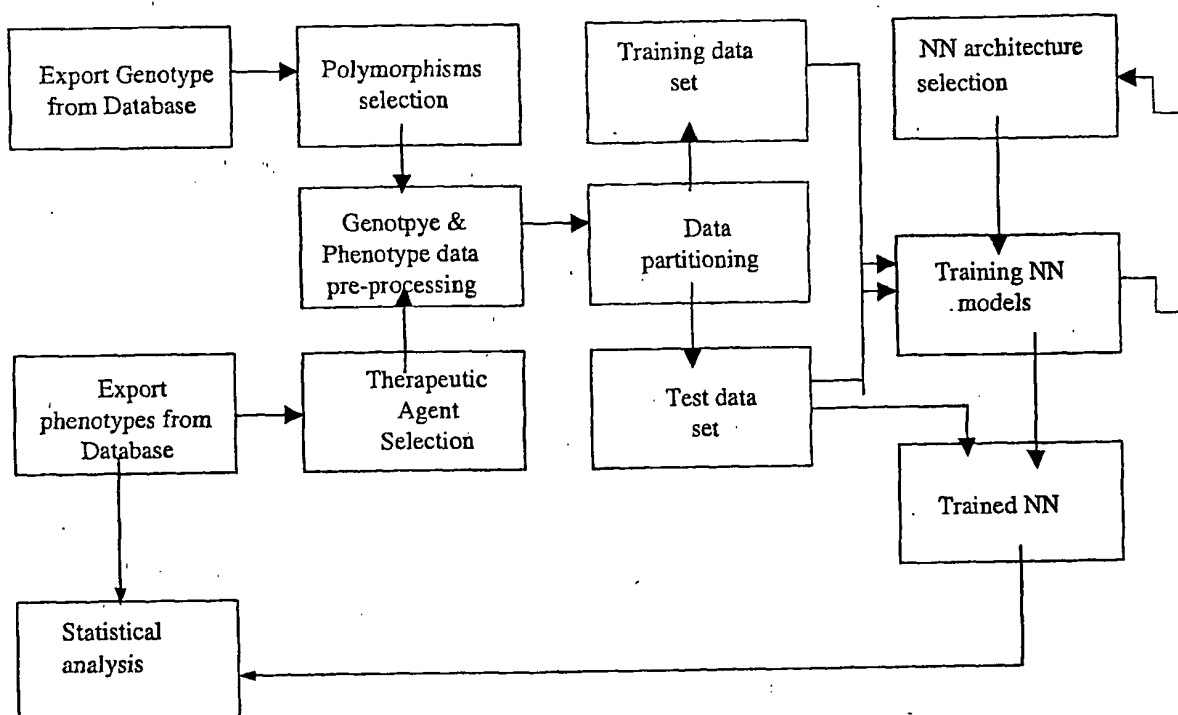 Export Genotype
from Database
Polymorphisms
selection
Training data
set
NN architecture
selection
Genotpye &
Phenotype data
pre-processing
Data
partitioning
Training NN
models
Export
phenotypes from
Database
Therapeutic
Agent
Selection
Test data
set
Trained NN
Statistical
analysis